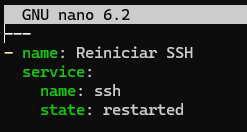 GNU nano 6.2
---
- name: Reiniciar SSH
  service:
    name: ssh
    state: restarted